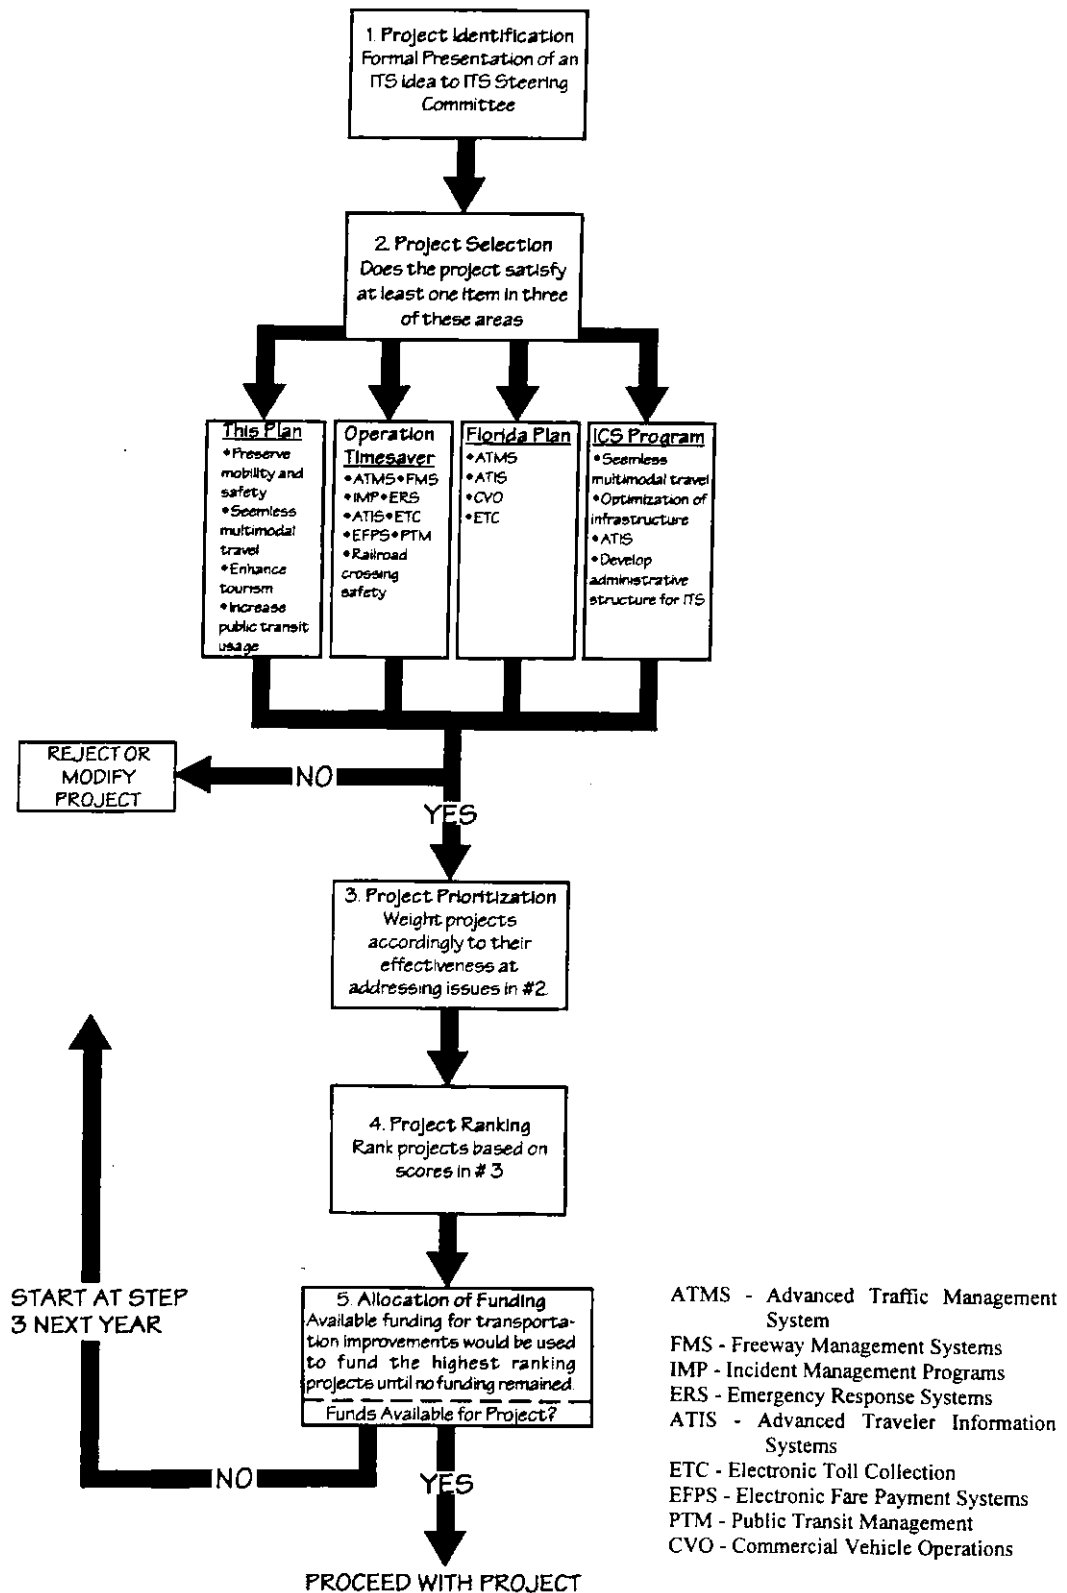 1. Project Identification
Formal Presentation of an
ITS idea to ITS Steering
Committee
2. Project Selection
Does the project satisfy
at least one item in three
of these areas
This Plan
•Preserve
mobility and
safety
•Seemless
multimodal
travel
•Enhance
tourism
•Increase
public transit
usage
Operation
Timesaver
•ATMS•FMS
•IMP•ERS
•ATIS•ETC
•EFPS•PTM
•Railroad
crossing
safety
Florida Plan
•ATMS
•ATIS
•CVO
•ETC
ICS Program
•Seemless
multimodal travel
•Optimization of
infrastructure
•ATIS
•Develop
administrative
structure for ITS
REJECT OR
MODIFY
PROJECT
NO
YES
3. Project Prioritization
Weight projects
accordingly to their
effectiveness at
addressing issues in #2
4. Project Ranking
Rank projects based on
scores in # 3
START AT STEP
3 NEXT YEAR
5. Allocation of Funding
Available funding for transporta-
tion improvements would be used
to fund the highest ranking
projects until no funding remained.
Funds Available for Project?
NO
YES
PROCEED WITH PROJECT
ATMS - Advanced Traffic Management
System
FMS - Freeway Management Systems
IMP - Incident Management Programs
ERS - Emergency Response Systems
ATIS - Advanced Traveler Information
Systems
ETC - Electronic Toll Collection
EFPS - Electronic Fare Payment Systems
PTM - Public Transit Management
CVO - Commercial Vehicle Operations